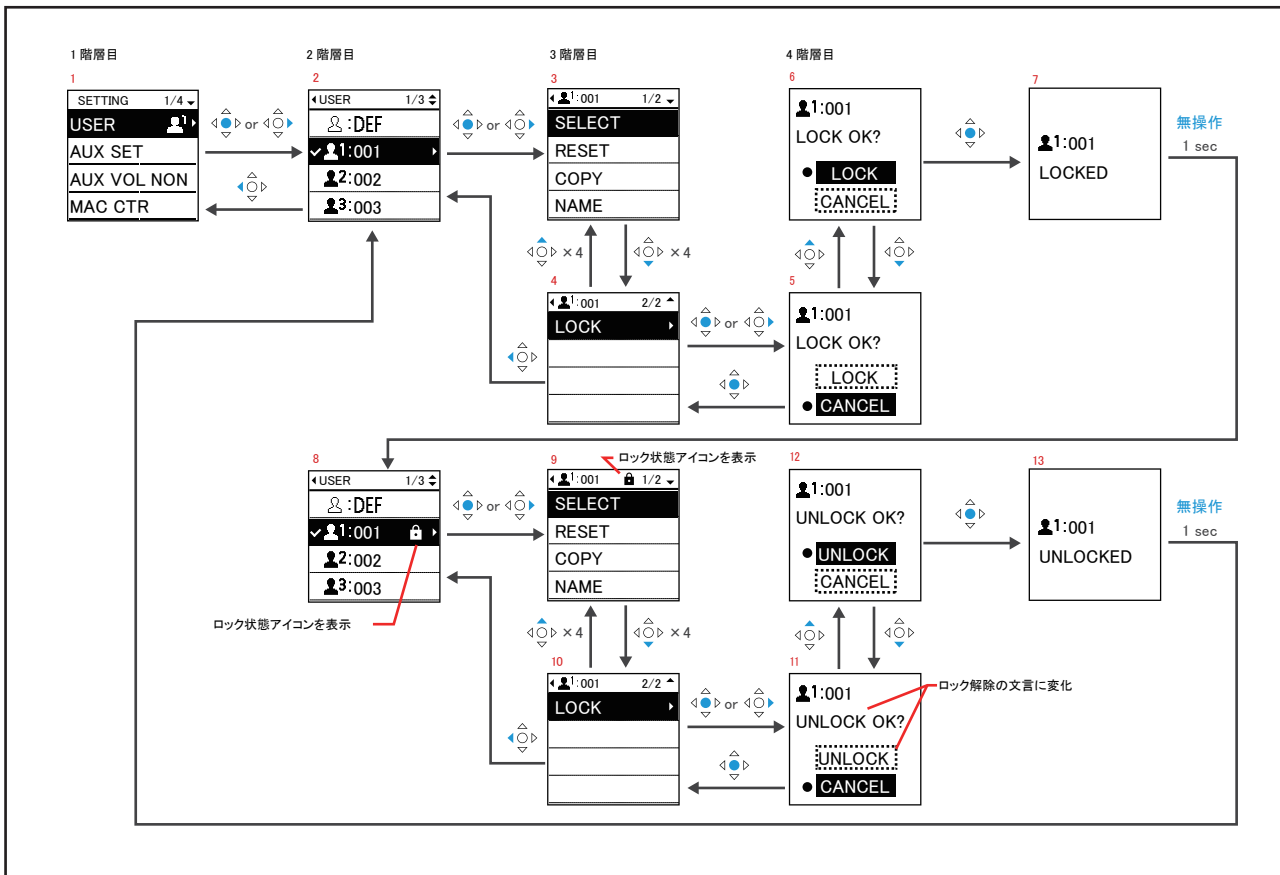 1 階層目
2 階層目
3 階層目
4 階層目
1
SETTING 1/4
USER 1
AUX SET
AUX VOL NON
MAC CTR
or
2
USER 1/3
:DEF
1:001
2:002
3:003
or
3
1:001 1/2
SELECT
RESET
COPY
NAME
×4
×4
4
1:001 2/2
LOCK
or
6
1:001
LOCK OK?
LOCK
CANCEL
5
1:001
LOCK OK?
LOCK
CANCEL
7
1:001
LOCKED
無操作
1 sec
8
USER 1/3
:DEF
1:001
2:002
3:003
ロック状態アイコンを表示
or
9
ロック状態アイコンを表示
1:001 1/2
SELECT
RESET
COPY
NAME
×4
×4
10
1:001 2/2
LOCK
or
12
1:001
UNLOCK OK?
UNLOCK
CANCEL
11
1:001
UNLOCK OK?
UNLOCK
CANCEL
ロック解除の文言に変化
13
1:001
UNLOCKED
無操作
1 sec